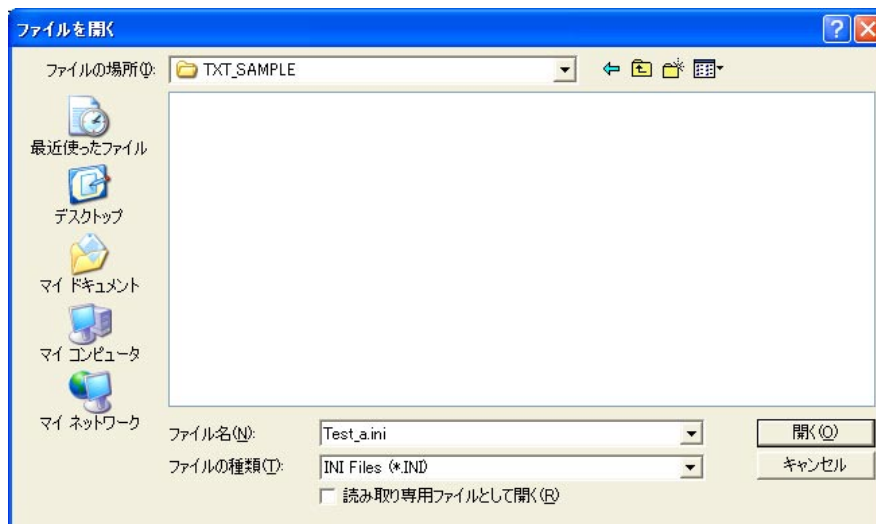 ファイルを開く
ファイルの場所(I):
TXT_SAMPLE
最近使ったファイル
デスクトップ
マイ ドキュメント
マイ コンピュータ
マイ ネットワーク
ファイル名(N):
Test_a.ini
開く(O)
ファイルの種類(T):
INI Files (*.INI)
キャンセル
読み取り専用ファイルとして開く(R)